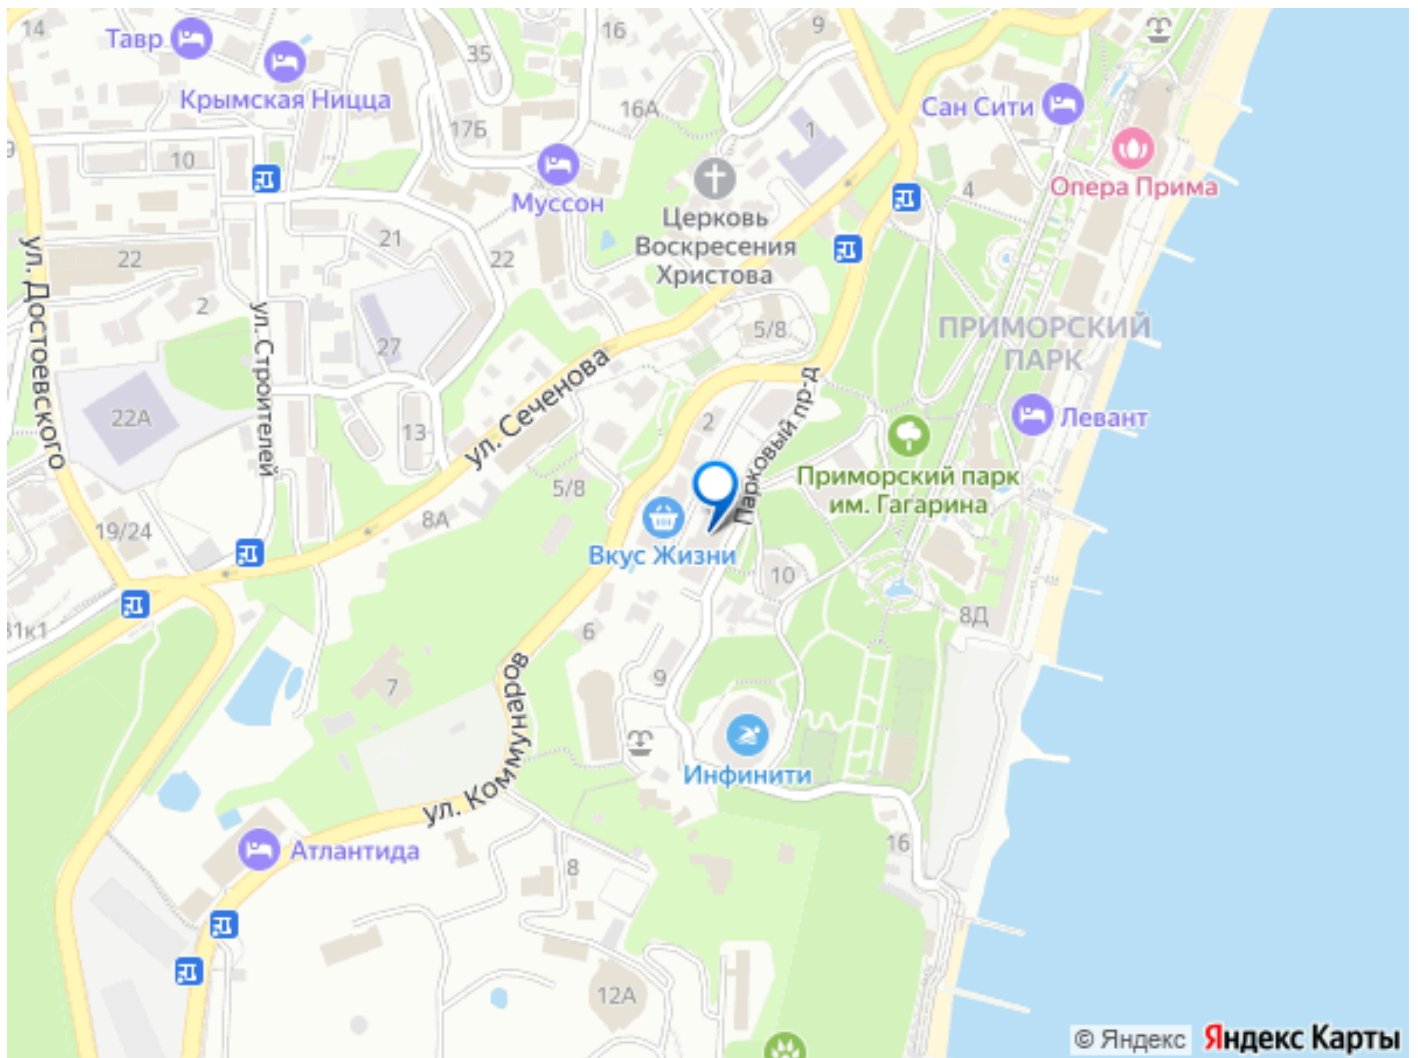 14
Тавр
Крымская Ницца
35
16
9
17Б
16А
1
Сан Сити
Опера Прима
10
Муссон
Церковь
Воскресения
Христова
4
ул. Достоевского
22
21
22
2
ул. Строителей
27
5/8
ПРИМОРСКИЙ
ПАРК
22А
13
ул. Сеченова
2
Парковый пр-д
Левант
Приморский парк
им. Гагарина
19/24
8А
5/8
Вкус Жизни
10
8Д
31к1
6
7
9
ул. Коммунаров
Инфинити
Атлантида
8
16
12А
© Яндекс
Яндекс Карты